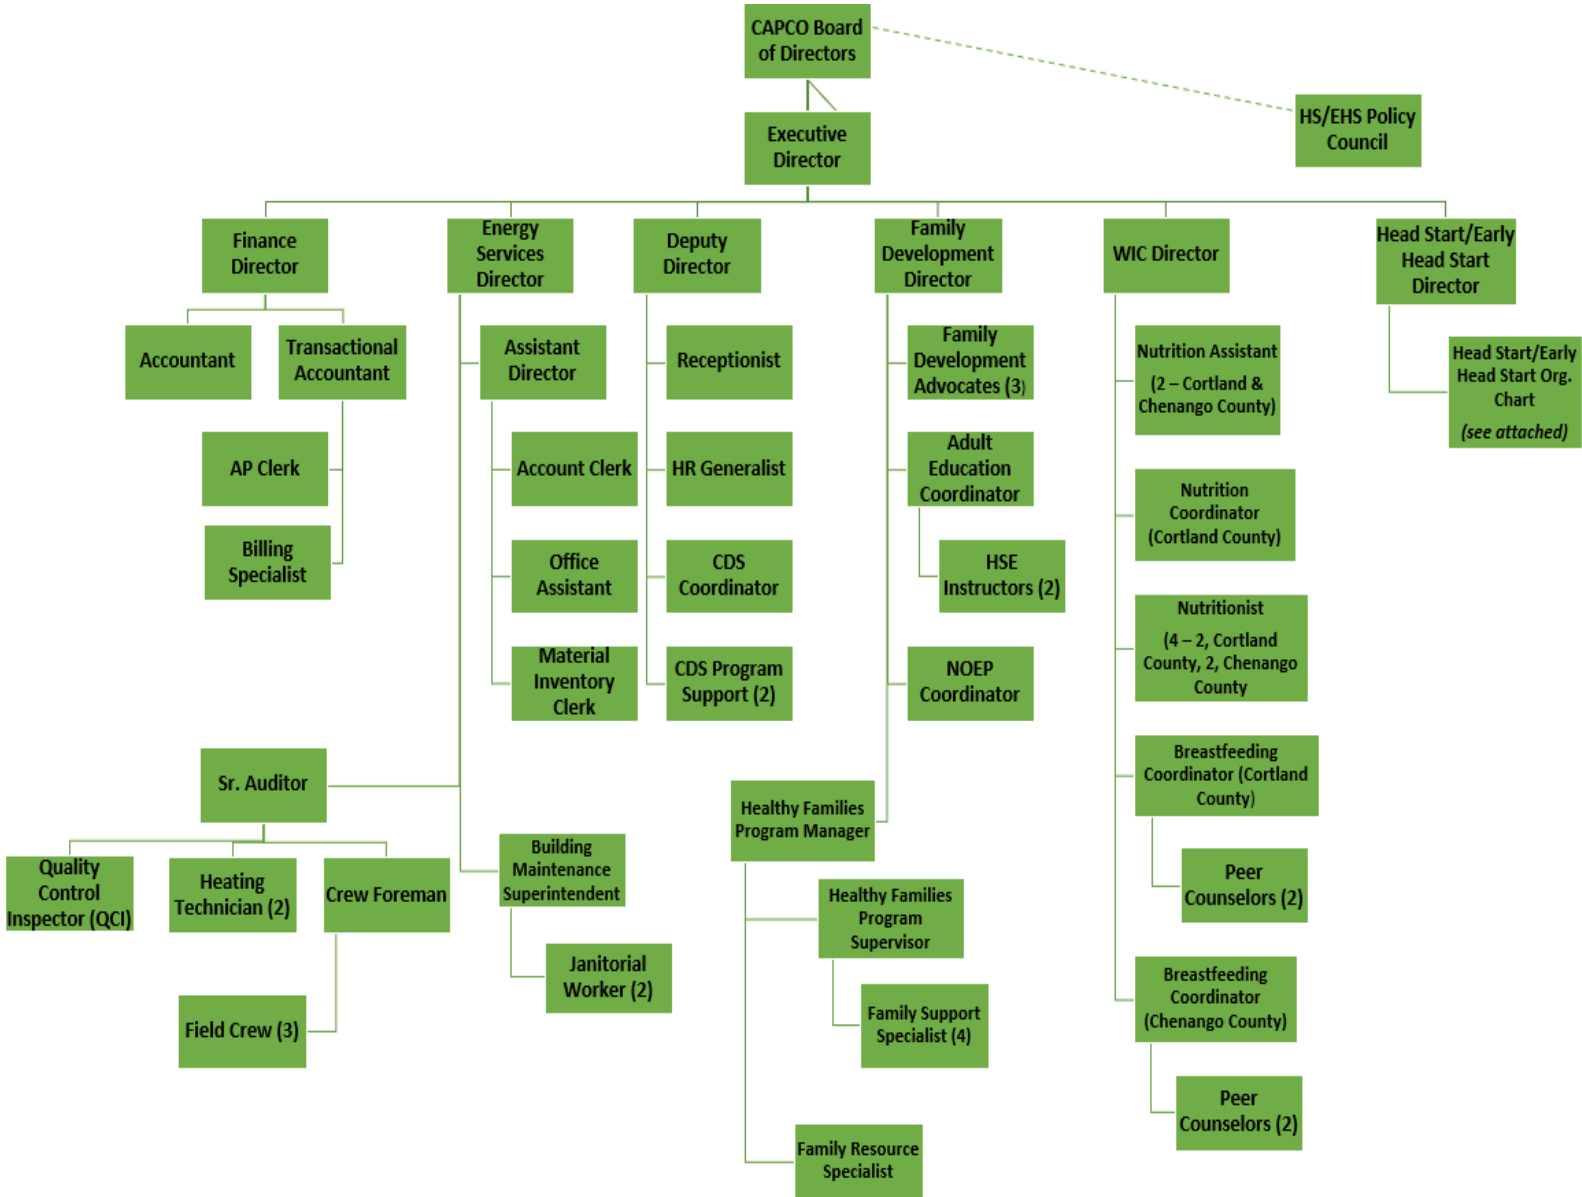 CAPCO Board
of Directors
HS/EHS Policy
Council
Executive
Director
Finance
Director
Energy
Services
Director
Deputy
Director
Family
Development
Director
WIC Director
Head Start/Early
Head Start
Director
Accountant
Transactional
Accountant
AP Clerk
Billing
Specialist
Assistant
Director
Account Clerk
Office
Assistant
Material
Inventory
Clerk
Sr. Auditor
Quality
Control
Inspector (QCI)
Heating
Technician (2)
Crew Foreman
Field Crew (3)
Building
Maintenance
Superintendent
Janitorial
Worker (2)
Receptionist
HR Generalist
CDS
Coordinator
CDS Program
Support (2)
Family
Development
Advocates (3)
Adult
Education
Coordinator
HSE
Instructors (2)
NOEP
Coordinator
Healthy Families
Program Manager
Healthy Families
Program
Supervisor
Family Support
Specialist (4)
Family Resource
Specialist
Nutrition Assistant
(2 – Cortland &
Chenango County)
Nutrition
Coordinator
(Cortland County)
Nutritionist
(4 – 2, Cortland
County, 2, Chenango
County
Breastfeeding
Coordinator (Cortland
County)
Peer
Counselors (2)
Breastfeeding
Coordinator
(Chenango County)
Peer
Counselors (2)
Head Start/Early
Head Start Org.
Chart
(see attached)